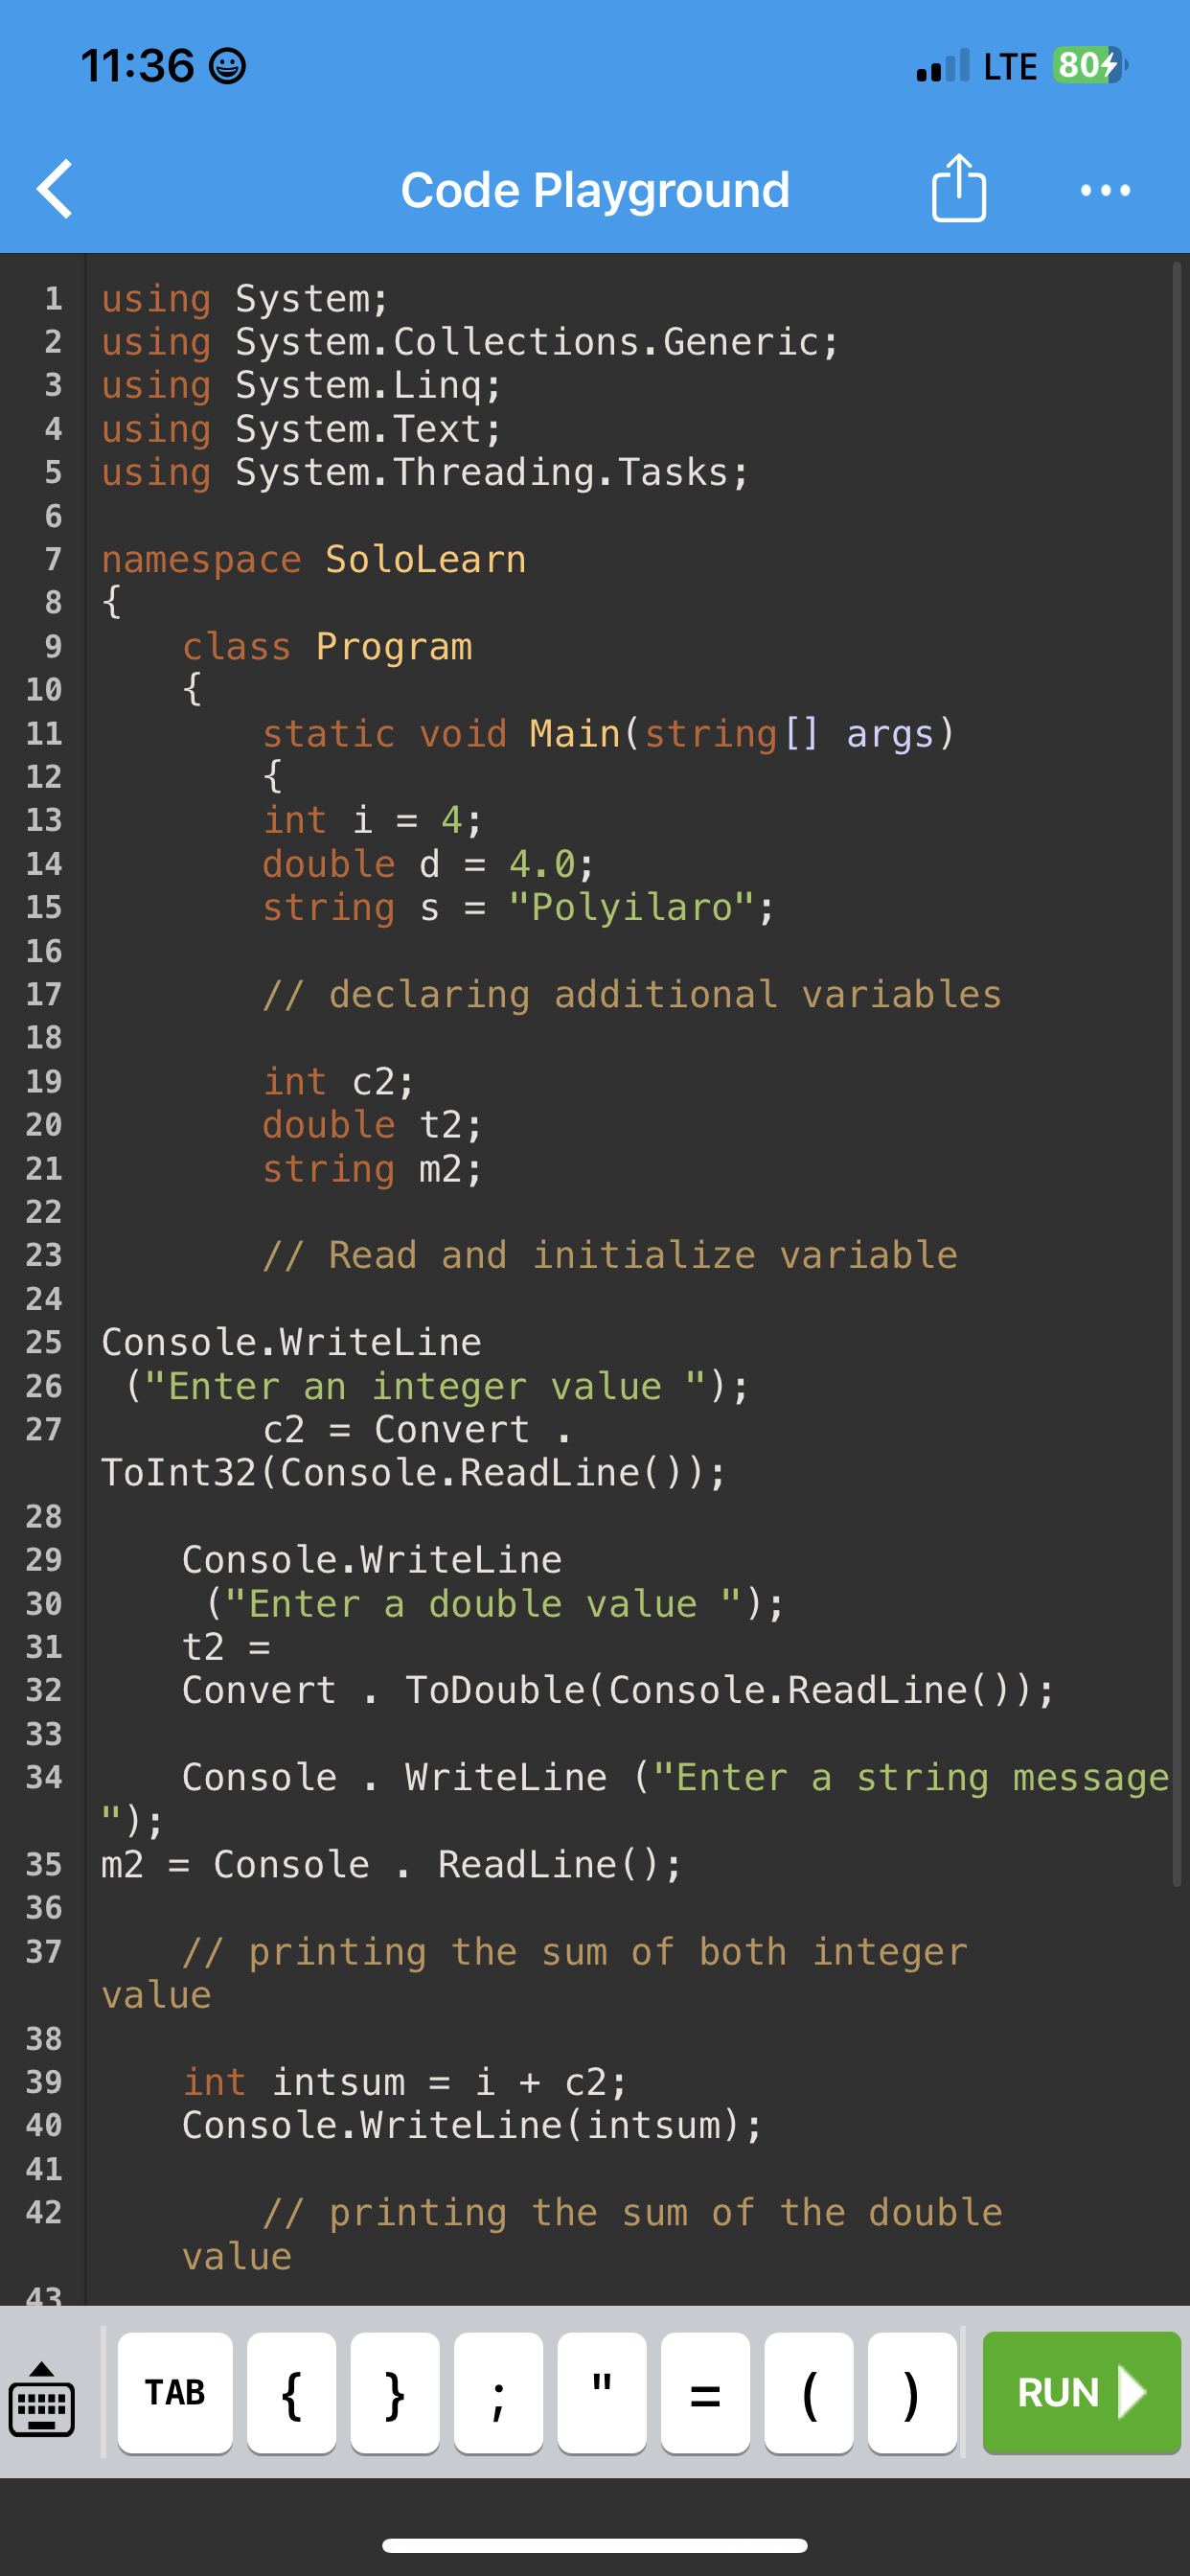 11:36
LTE 80
Code Playground
1 using System;
2 using System.Collections.Generic;
3 using System.Linq;
4 using System.Text;
5 using System.Threading.Tasks;
6
7 namespace SoloLearn
8 {
9 class Program
10 {
11 static void Main(string[] args)
12 {
13 int i = 4;
14 double d = 4.0;
15 string s = "Polyilaro";
16
17 // declaring additional variables
18
19 int c2;
20 double t2;
21 string m2;
22
23 // Read and initialize variable
24
25 Console.WriteLine
26 ("Enter an integer value ");
27 c2 = Convert .
ToInt32(Console.ReadLine());
28
29 Console.WriteLine
30 ("Enter a double value ");
31 t2 =
32 Convert . ToDouble(Console.ReadLine());
33
34 Console . WriteLine ("Enter a string message
");
35 m2 = Console . ReadLine();
36
37 // printing the sum of both integer
value
38
39 int intsum = i + c2;
40 Console.WriteLine(intsum);
41
42 // printing the sum of the double
value
43
TAB { } ; " = ( ) RUN